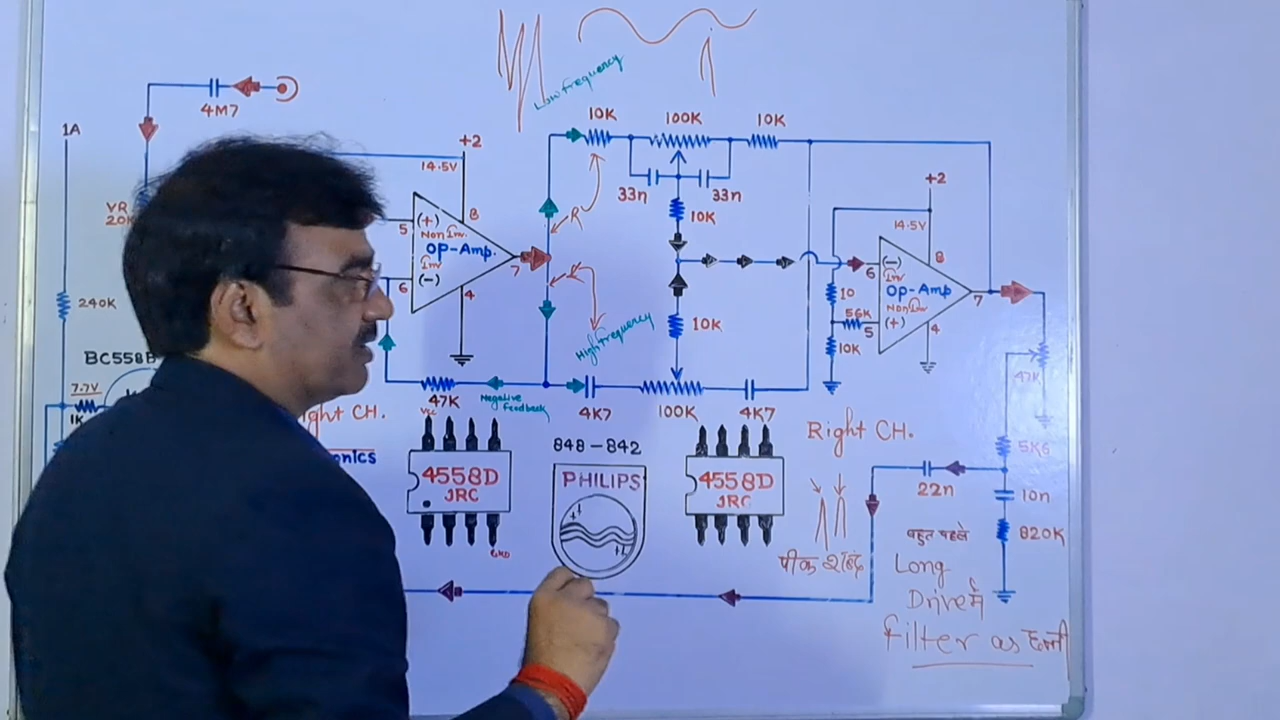 Low frequency
4M7
1A
+2
10K
100K
10K
14.5V
VR
20K
33n
33n
+2
8
5
(+)
Non Inv.
R
10K
14.5V
OP-Amp.
7
Inv
(-)
6
4
8
6
(-)
Inv
10
OP-Amp
7
56K
Non Inv
(+)
5
4
240K
High frequency
10K
10K
BC558B
47K
7.7V
1K
47K
Negative
feedback
4K7
100K
4K7
ight CH.
Vcc
848-842
Right CH.
5K6
onics
4558D
JRC
PHILIPS
4558D
JRC
22n
10n
GND
बहुत पहले
820K
पीक
Long
Drive में
filter as